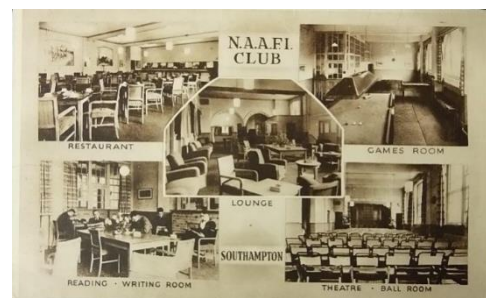 N.A.A.F.I.
CLUB
RESTAURANT
GAMES ROOM
LOUNGE
READING · WRITING ROOM
SOUTHAMPTON
THEATRE · BALL ROOM